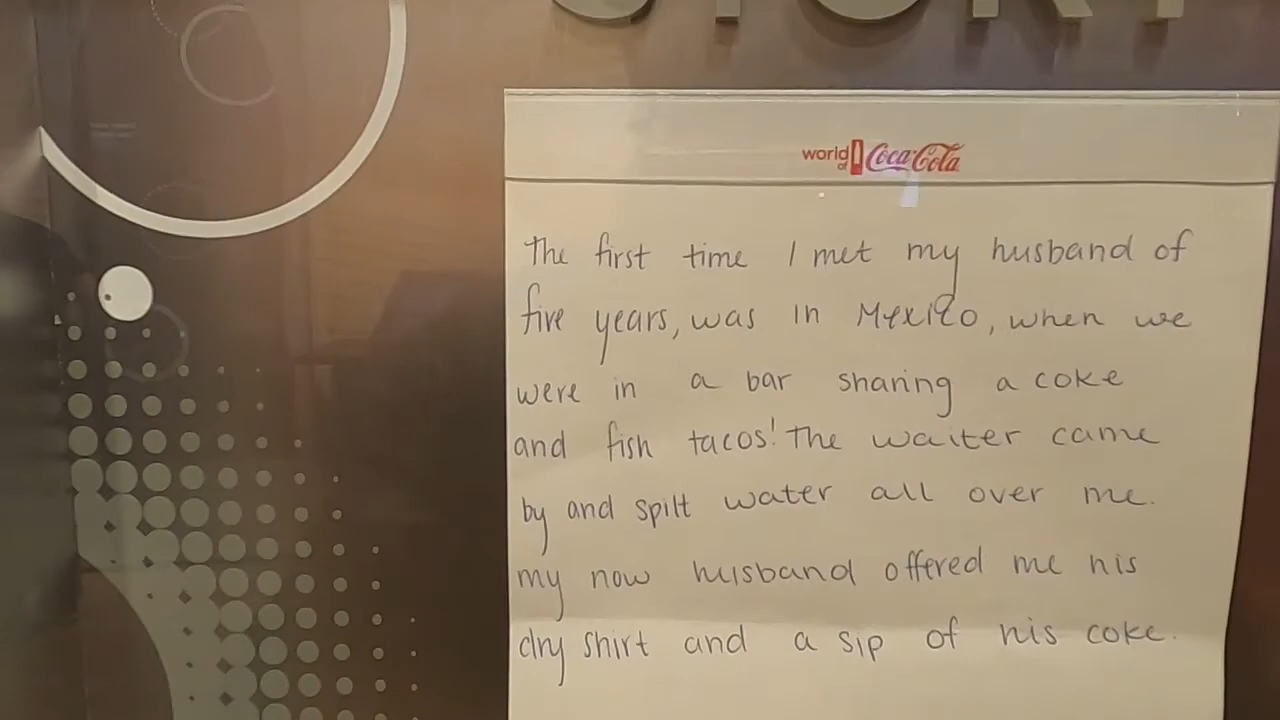 STORY
world of Coca-Cola
The first time I met my husband of
five years, was in Mexico, when we
were in a bar sharing a coke
and fish tacos! The waiter came
by and spilt water all over me.
my now husband offered me his
dry shirt and a sip of his coke.